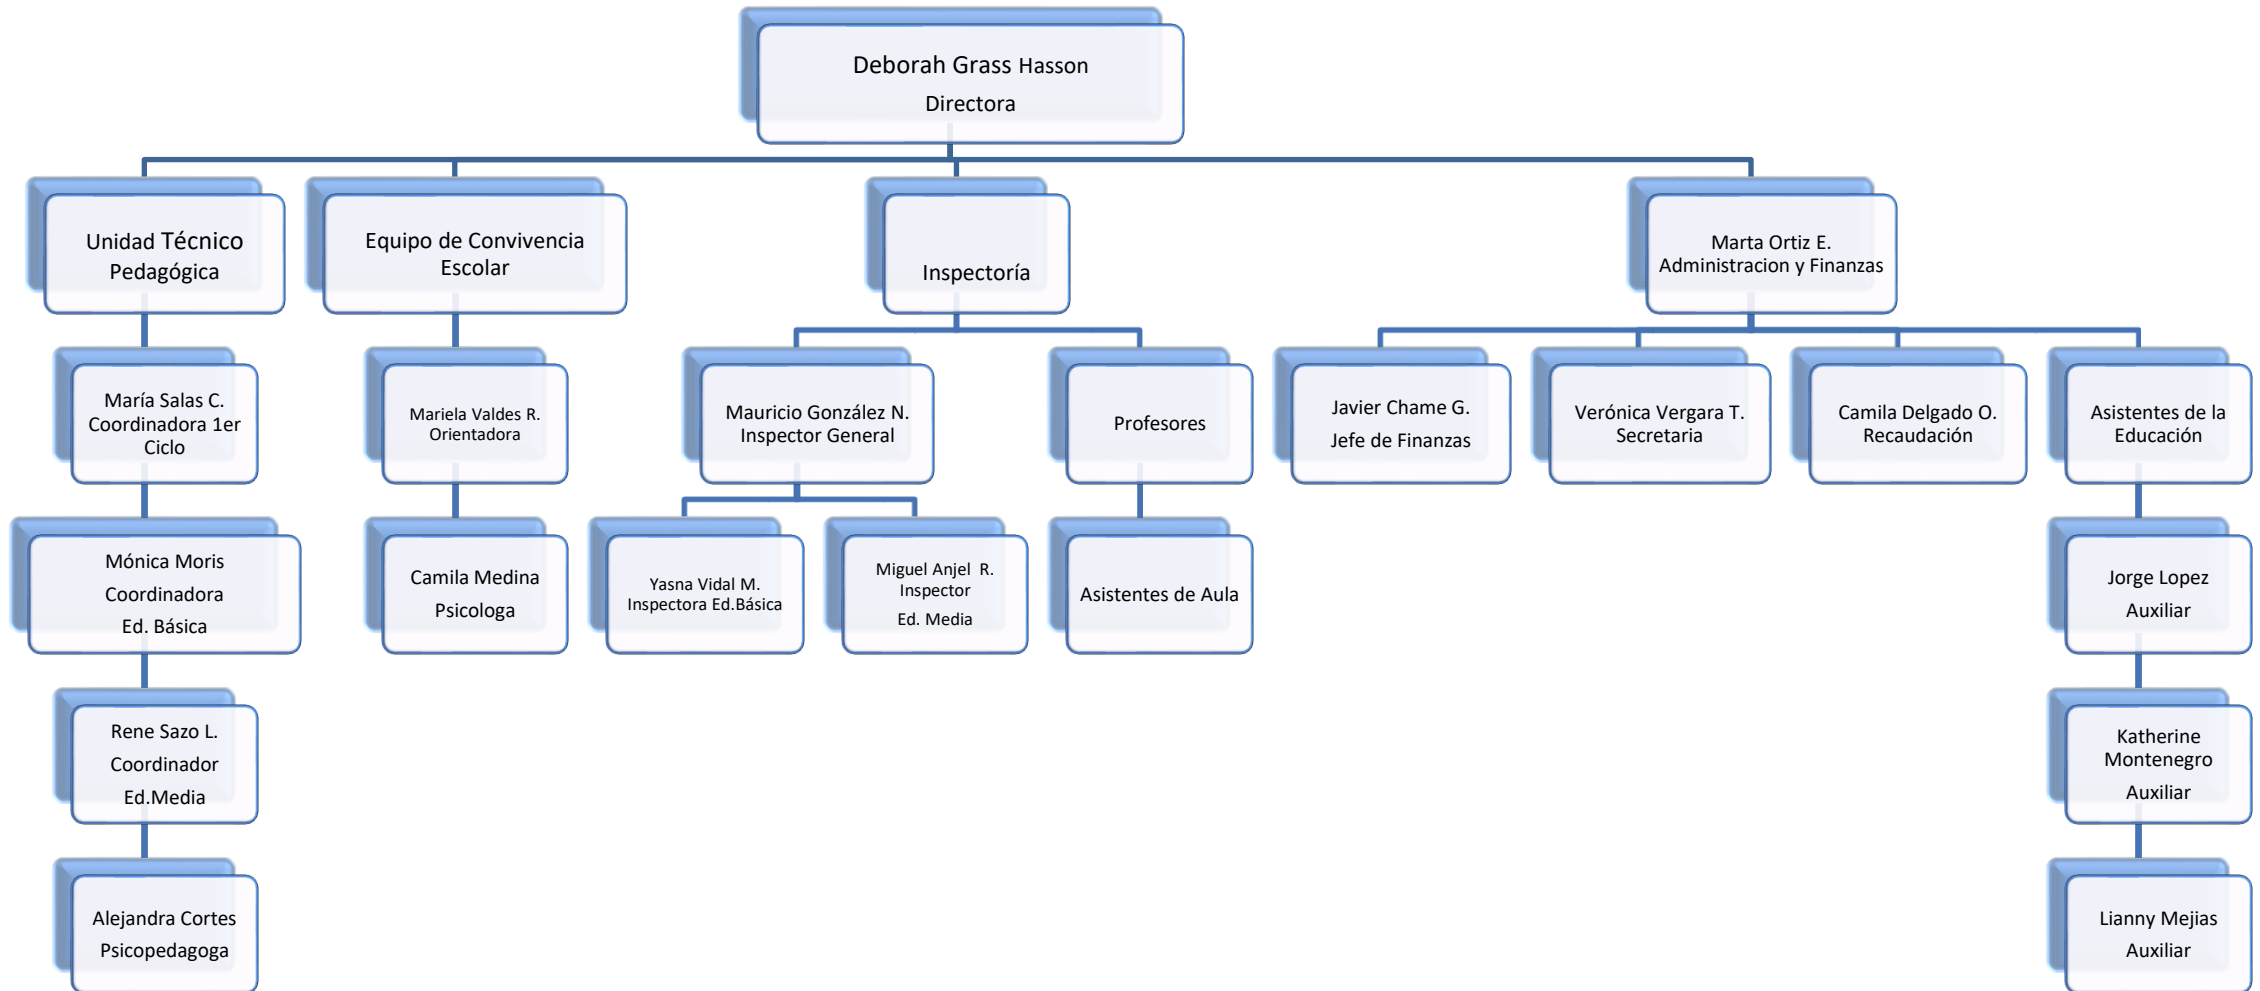 Deborah Grass Hasson
Directora
Unidad Técnico
Pedagógica
Equipo de Convivencia
Escolar
Inspectoría
Marta Ortiz E.
Administracion y Finanzas
María Salas C.
Coordinadora 1er
Ciclo
Mariela Valdes R.
Orientadora
Mauricio González N.
Inspector General
Profesores
Javier Chame G.
Jefe de Finanzas
Verónica Vergara T.
Secretaria
Camila Delgado O.
Recaudación
Asistentes de la
Educación
Mónica Moris
Coordinadora
Ed. Básica
Camila Medina
Psicologa
Yasna Vidal M.
Inspectora Ed.Básica
Miguel Anjel  R.
Inspector
Ed. Media
Asistentes de Aula
Jorge Lopez
Auxiliar
Rene Sazo L.
Coordinador
Ed.Media
Katherine
Montenegro
Auxiliar
Alejandra Cortes
Psicopedagoga
Lianny Mejias
Auxiliar